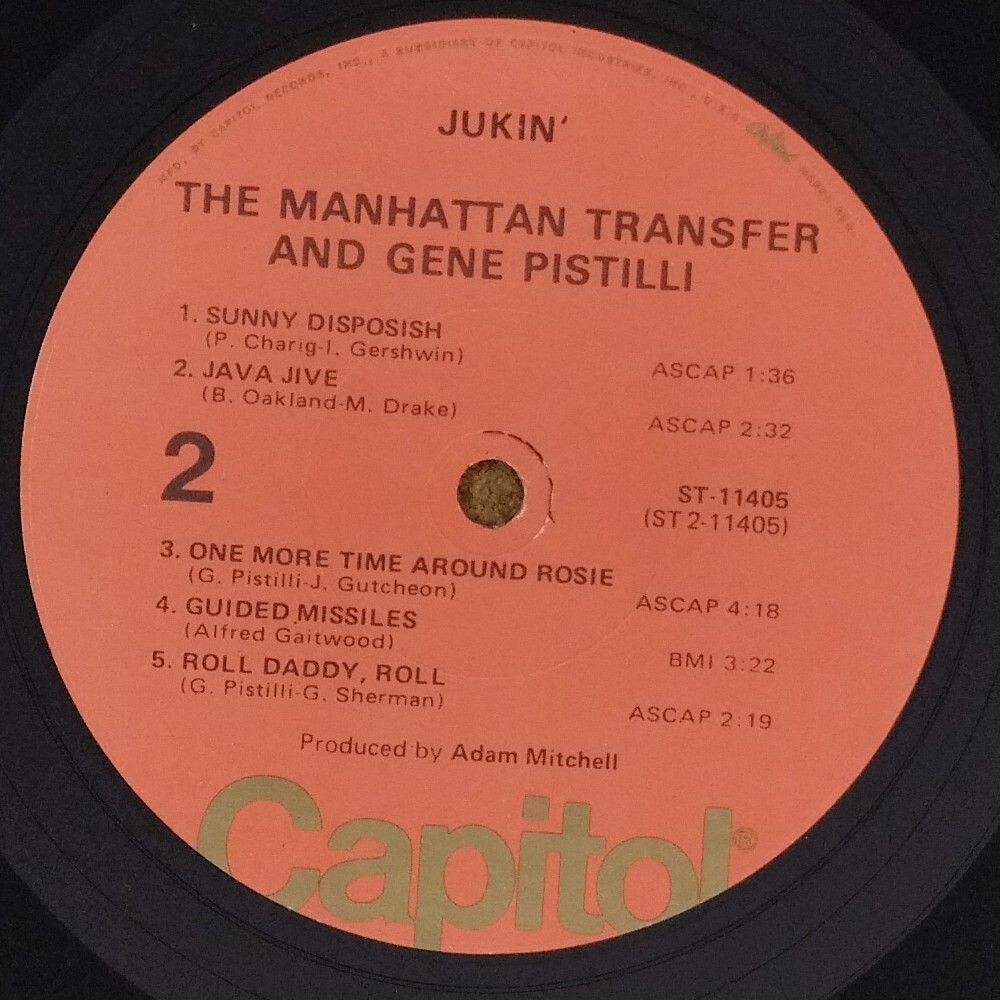 MFD. BY CAPITOL RECORDS, INC., A SUBSIDIARY OF CAPITOL INDUSTRIES, INC., U.S.A.
JUKIN'
THE MANHATTAN TRANSFER
AND GENE PISTILLI
1. SUNNY DISPOSISH
(P. Charig-I. Gershwin)
ASCAP 1:36
2. JAVA JIVE
(B. Oakland-M. Drake)
ASCAP 2:32
2
ST-11405
(ST 2-11405)
3. ONE MORE TIME AROUND ROSIE
(G. Pistilli-J. Gutcheon)
ASCAP 4:18
4. GUIDED MISSILES
(Alfred Gaitwood)
BMI 3:22
5. ROLL DADDY, ROLL
(G. Pistilli-G. Sherman)
ASCAP 2:19
Produced by Adam Mitchell
Capitol®